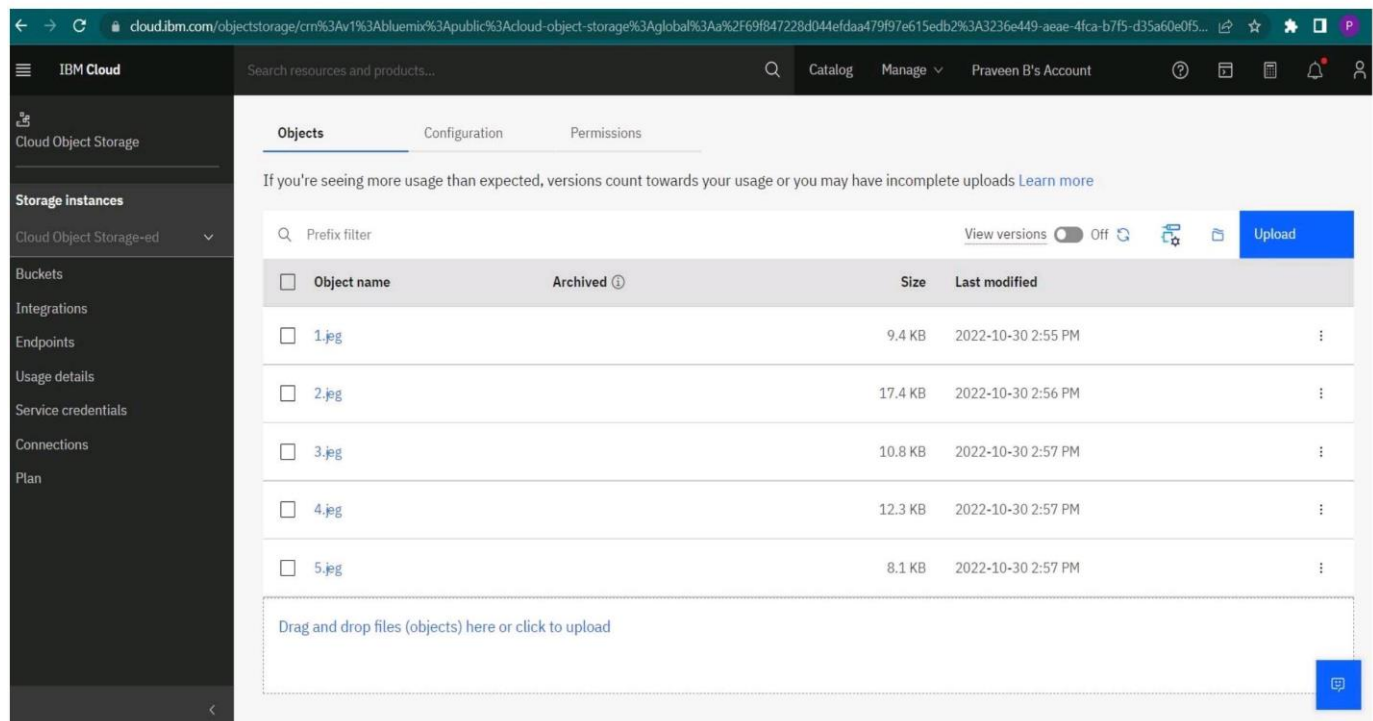 cloud.ibm.com/objectstorage/crn%3Av1%3Abluemix%3Apublic%3Acloud-object-storage%3Aglobal%3Aa%2F69f847228d044efdaa479f97e615edb2%3A3236e449-aeae-4fca-b7f5-d35a60e0f5... P
IBM Cloud Search resources and products... Catalog Manage Praveen B's Account
Cloud Object Storage
Objects Configuration Permissions
If you're seeing more usage than expected, versions count towards your usage or you may have incomplete uploads Learn more
Storage instances
Cloud Object Storage-ed
Prefix filter View versions Off Upload
Buckets
Integrations
Endpoints
Usage details
Service credentials
Connections
Plan
Object name Archived Size Last modified
1.jeg 9.4 KB 2022-10-30 2:55 PM
2.jeg 17.4 KB 2022-10-30 2:56 PM
3.jeg 10.8 KB 2022-10-30 2:57 PM
4.jeg 12.3 KB 2022-10-30 2:57 PM
5.jeg 8.1 KB 2022-10-30 2:57 PM
Drag and drop files (objects) here or click to upload